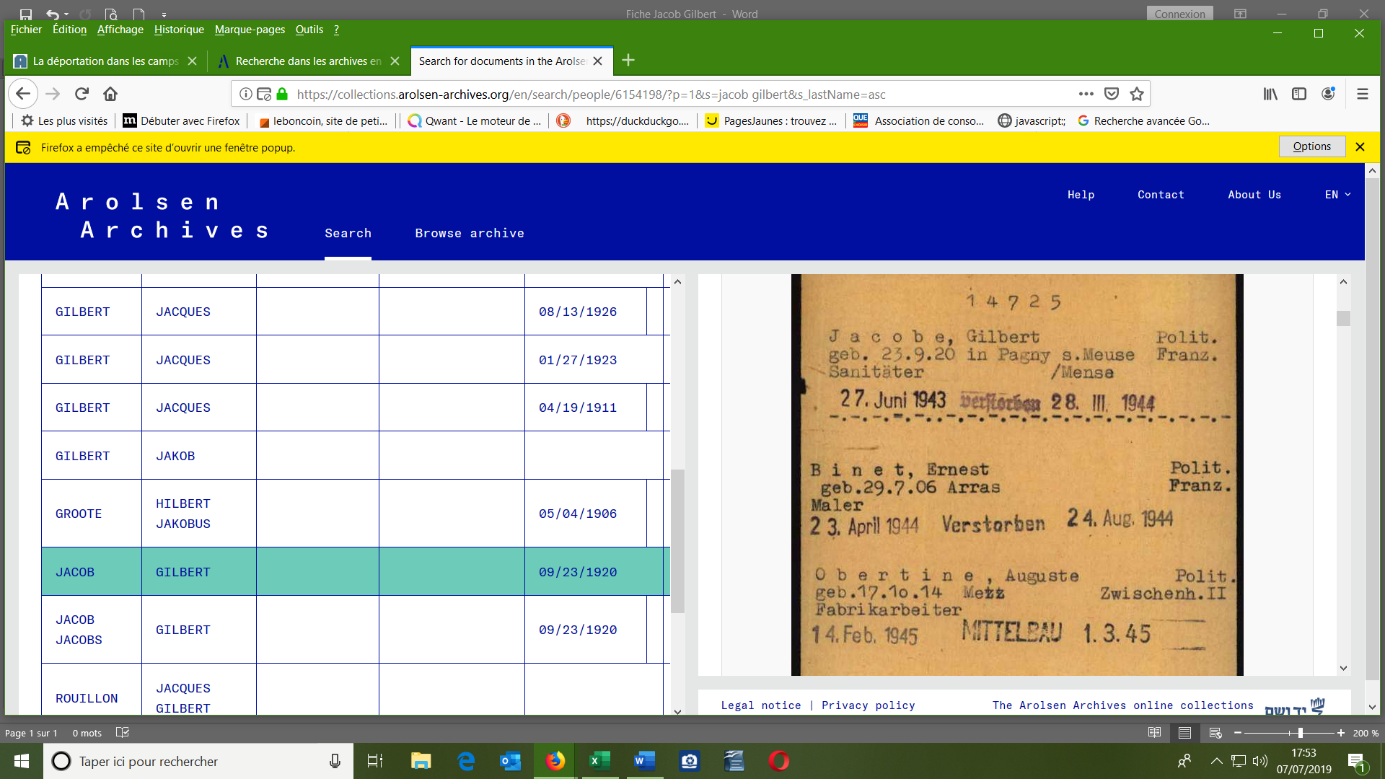 Fiche Jacob Gilbert - Word
Connexion
Fichier Édition Affichage Historique Marque-pages Outils ?
La déportation dans les camps
Recherche dans les archives en
Search for documents in the Arolse
https://collections.arolsen-archives.org/en/search/people/6154198/?p=1&s=jacob gilbert&s_lastName=asc
Les plus visités
Débuter avec Firefox
leboncoin, site de peti...
Qwant - Le moteur de ...
https://duckduckgo....
PagesJaunes : trouvez ...
Association de conso...
javascript:;
Recherche avancée Go...
Firefox a empêché ce site d'ouvrir une fenêtre popup.
Options
Arolsen
Archives
Search
Browse archive
Help
Contact
About Us
EN
GILBERT JACQUES 08/13/1926
GILBERT JACQUES 01/27/1923
GILBERT JACQUES 04/19/1911
GILBERT JAKOB
GROOTE HILBERT JAKOBUS 05/04/1906
JACOB GILBERT 09/23/1920
JACOB JACOBS GILBERT 09/23/1920
ROUILLON JACQUES GILBERT
14725
Jacobe, Gilbert Polit.
geb. 23.9.20 in Pagny s.Meuse Franz.
Sanitäter /Mense
27. Juni 1943 verstorben 28. III. 1944
Binet, Ernest Polit.
geb.29.7.06 Arras Franz.
Maler
23. April 1944 Verstorben 24. Aug. 1944
Obertine, Auguste Polit.
geb.17.10.14 Metz Zwischenh.II
Fabrikarbeiter
14. Feb. 1945 MITTELBAU 1.3.45
Legal notice | Privacy policy
The Arolsen Archives online collections
Page 1 sur 1 0 mots
200 %
Taper ici pour rechercher
17:53
07/07/2019
1